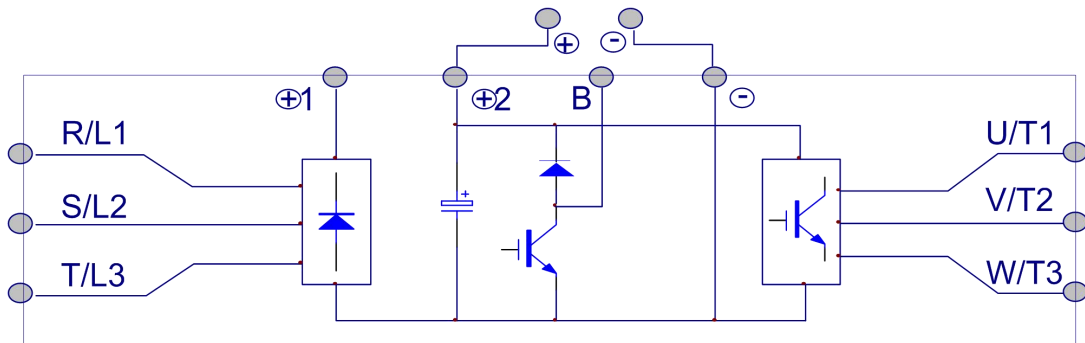 ⊕ ⊖
⊕1 ⊕2 B ⊖
R/L1
S/L2
T/L3
+
U/T1
V/T2
W/T3